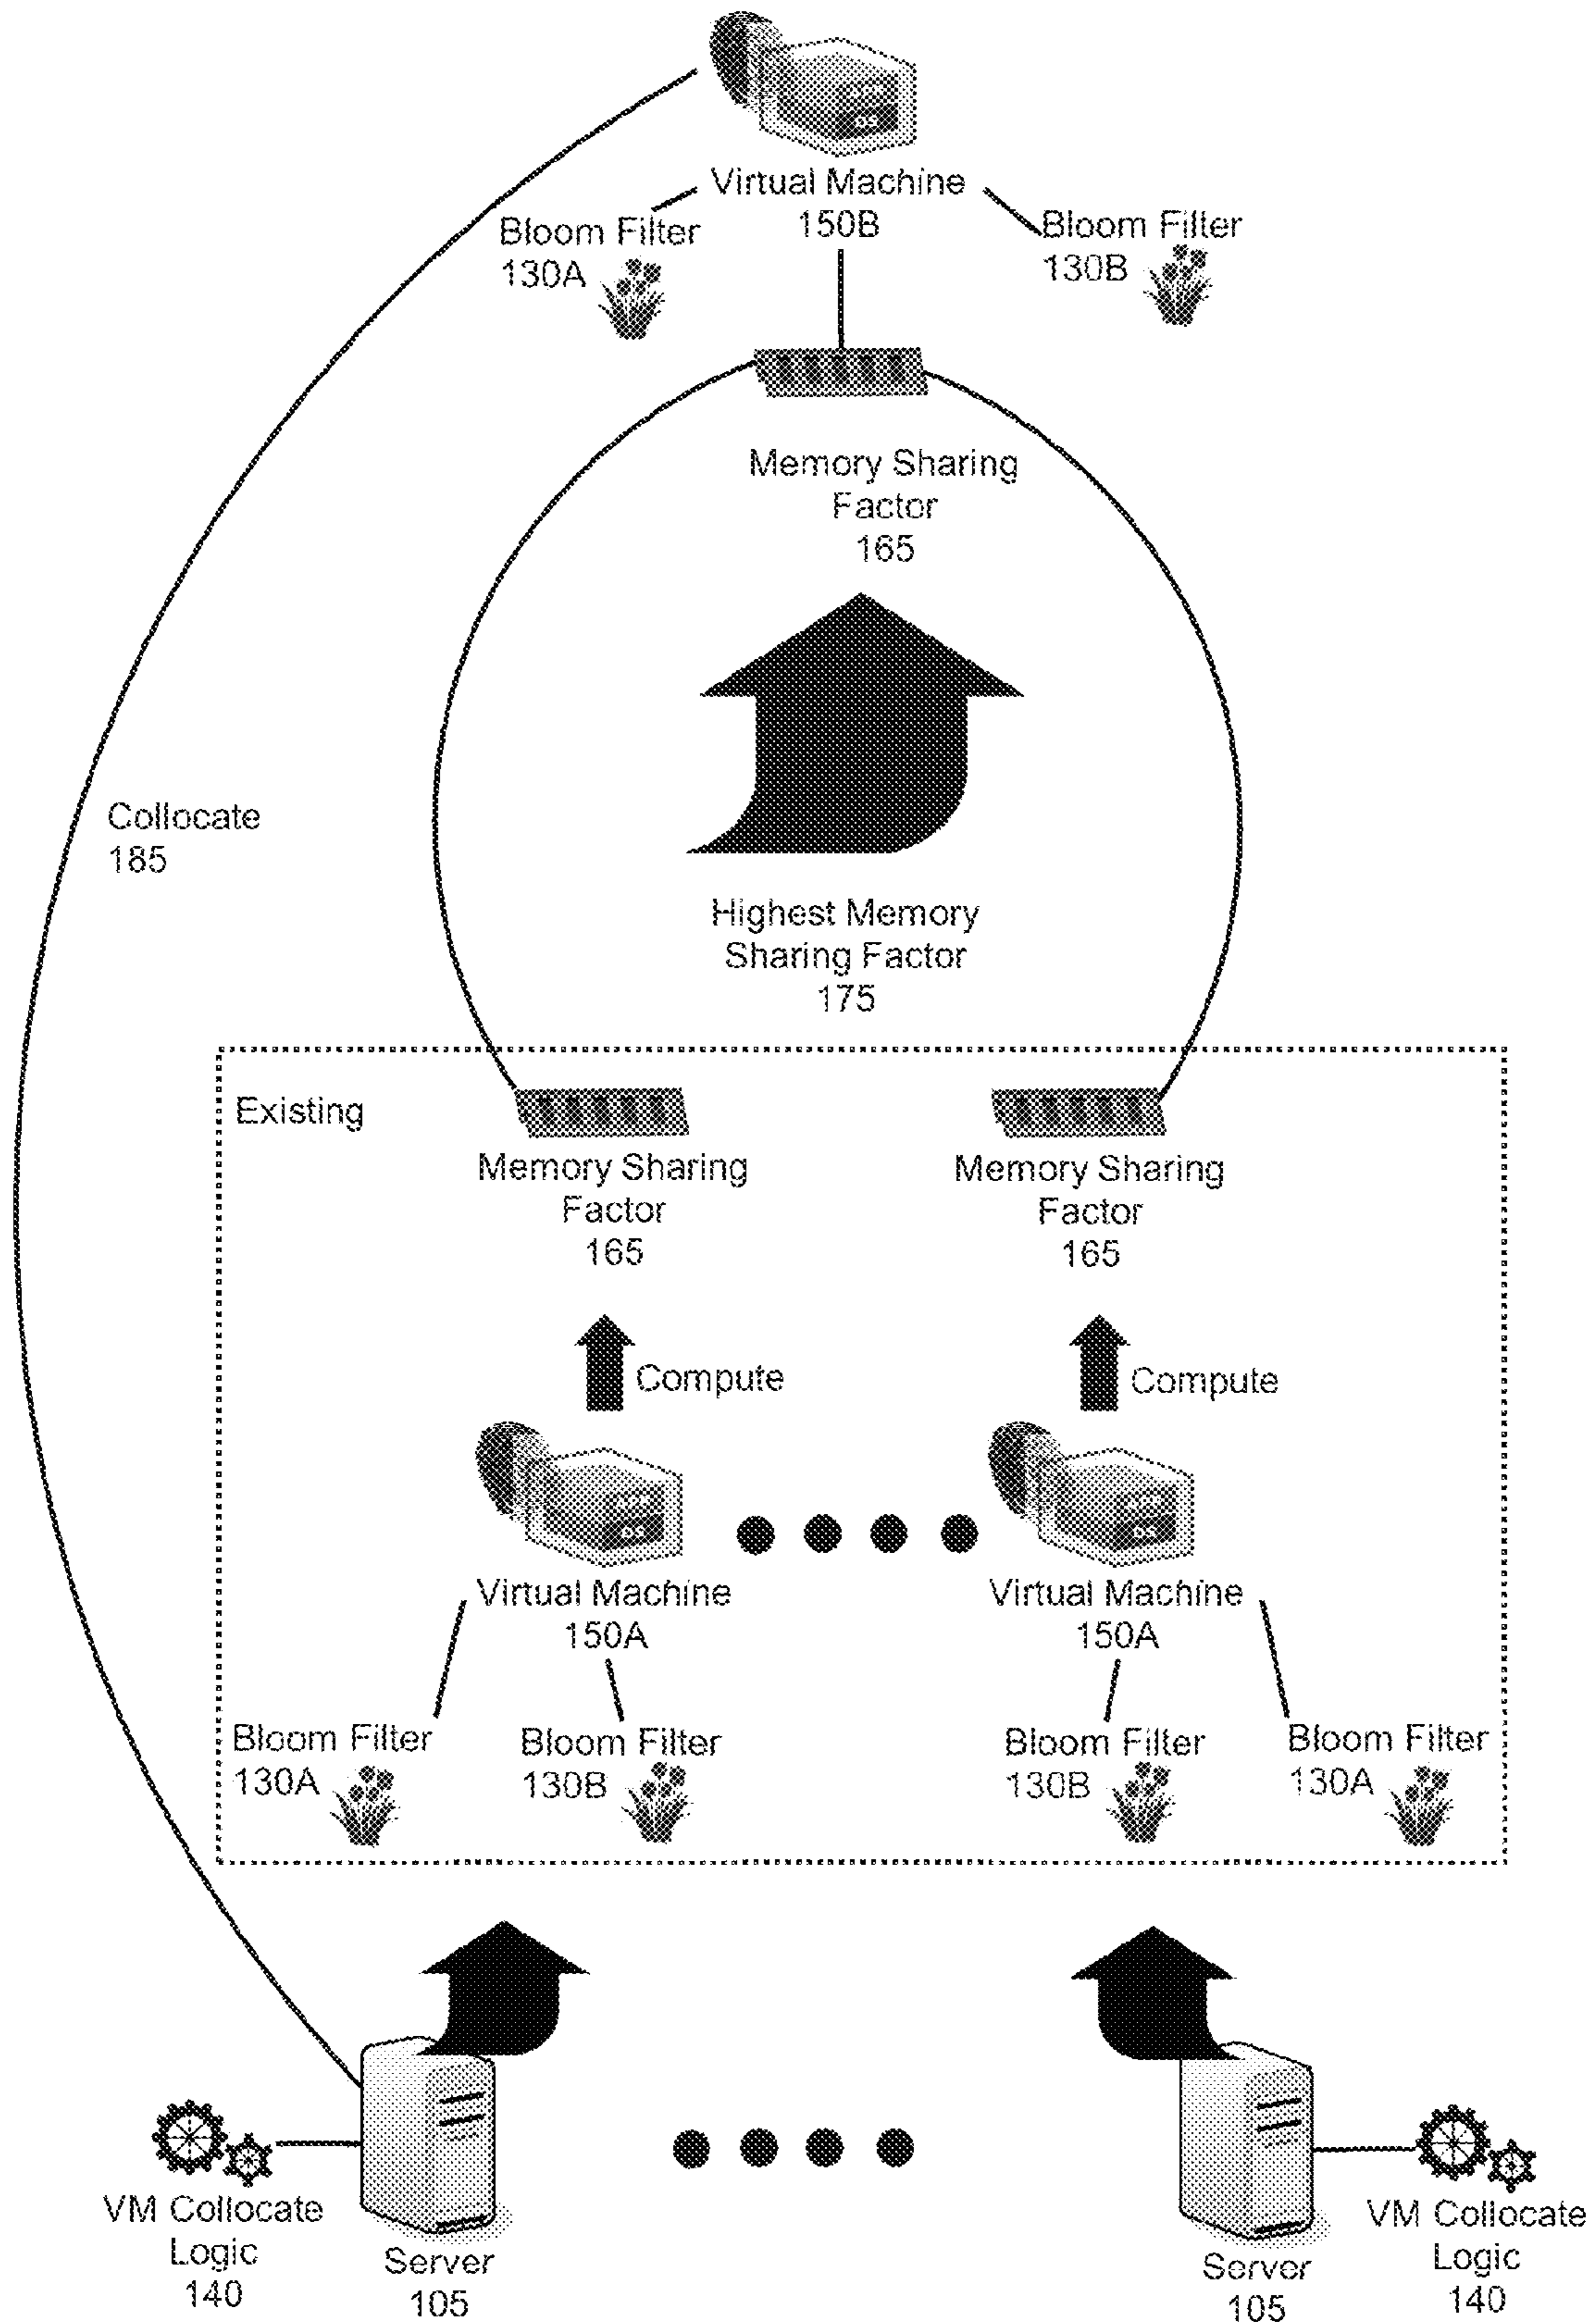 Virtual Machine
150B
Bloom Filter
130A
Bloom Filter
130B
Memory Sharing
Factor
165
Collocate
185
Highest Memory
Sharing Factor
175
Existing
Memory Sharing
Factor
165
Memory Sharing
Factor
165
Compute
Compute
OS
OS
OS
Virtual Machine
150A
Virtual Machine
150A
Bloom Filter
130A
Bloom Filter
130B
Bloom Filter
130B
Bloom Filter
130A
VM Collocate
Logic
140
Server
105
Server
105
VM Collocate
Logic
140